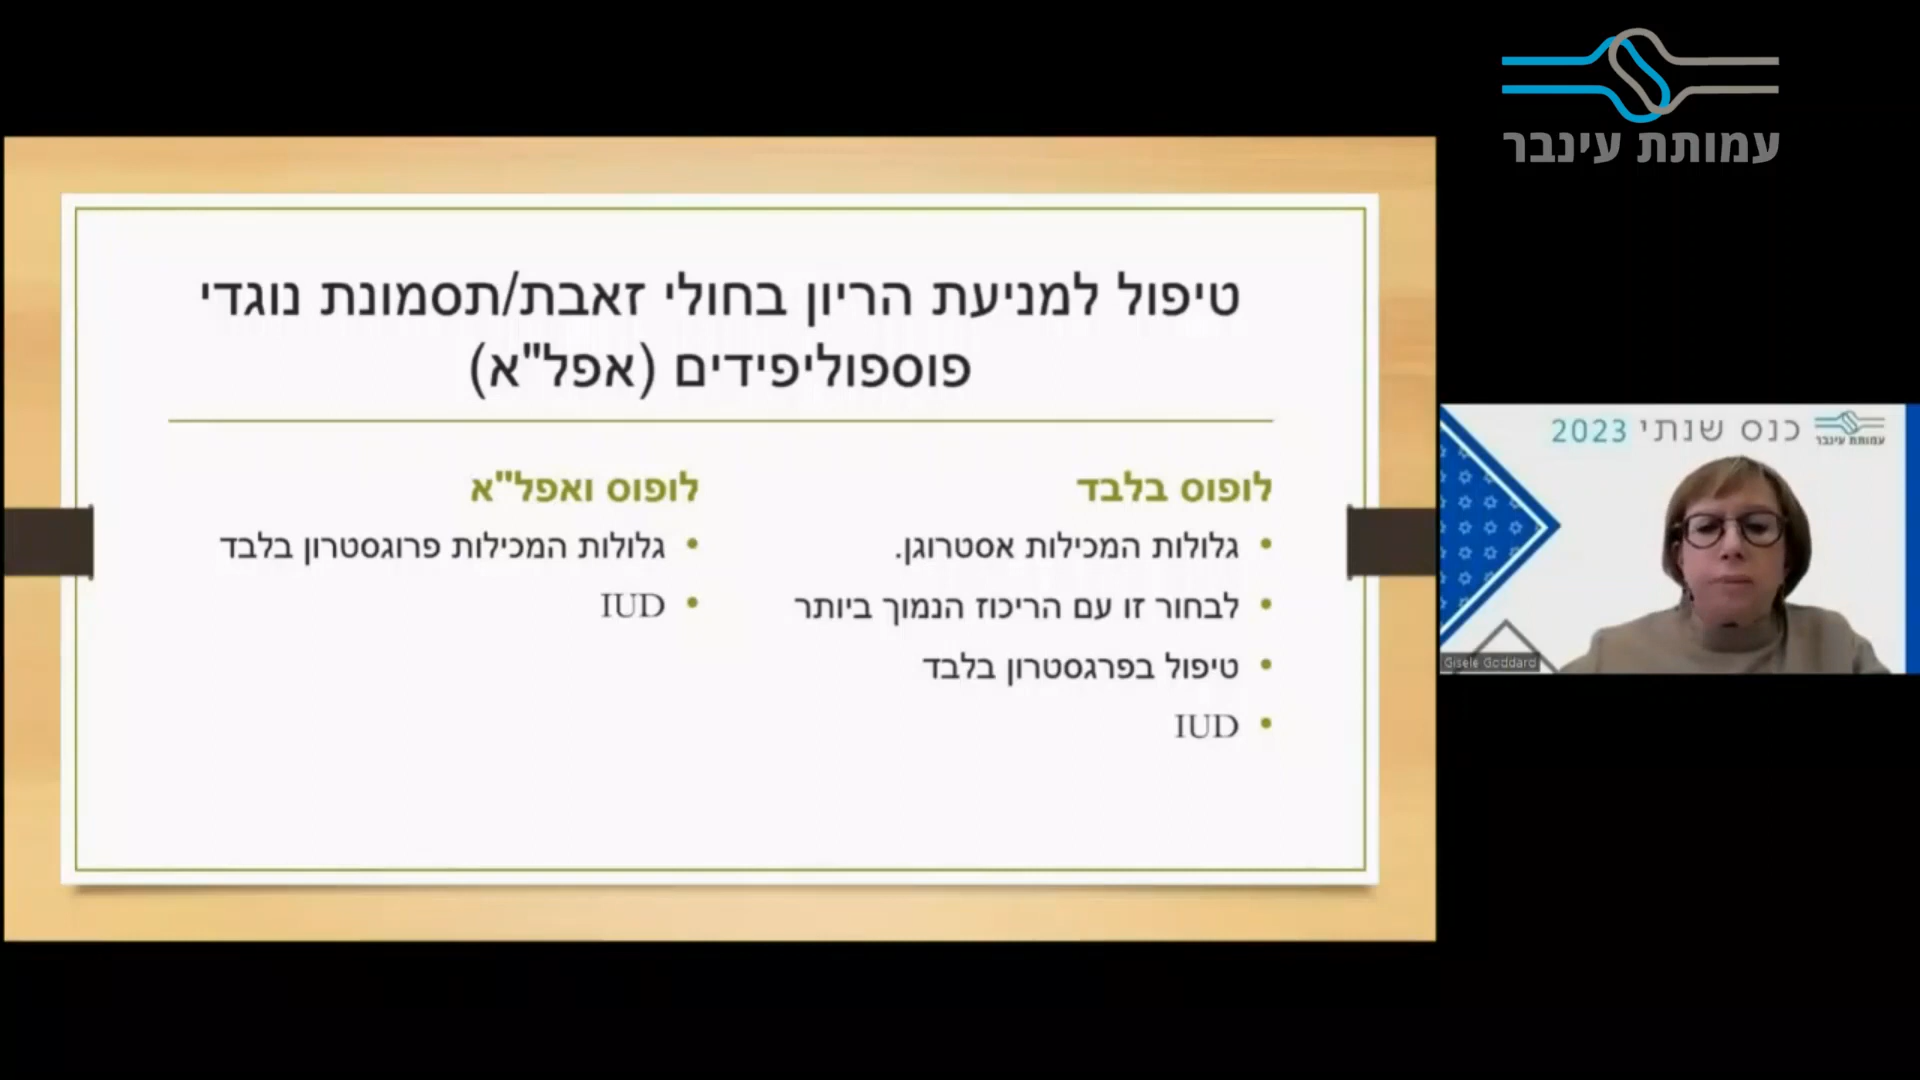 עמותת עינבר
טיפול למניעת הריון בחולי זאבת/תסמונת נוגדי
פוספוליפידים (אפל"א)
לופוס בלבד
גלולות המכילות אסטרוגן.
לבחור זו עם הריכוז הנמוך ביותר
טיפול בפרגסטרון בלבד
IUD
לופוס ואפל"א
גלולות המכילות פרוגסטרון בלבד
IUD
כנס שנתי 2023
עמותת עינבר
Gisele Goddard